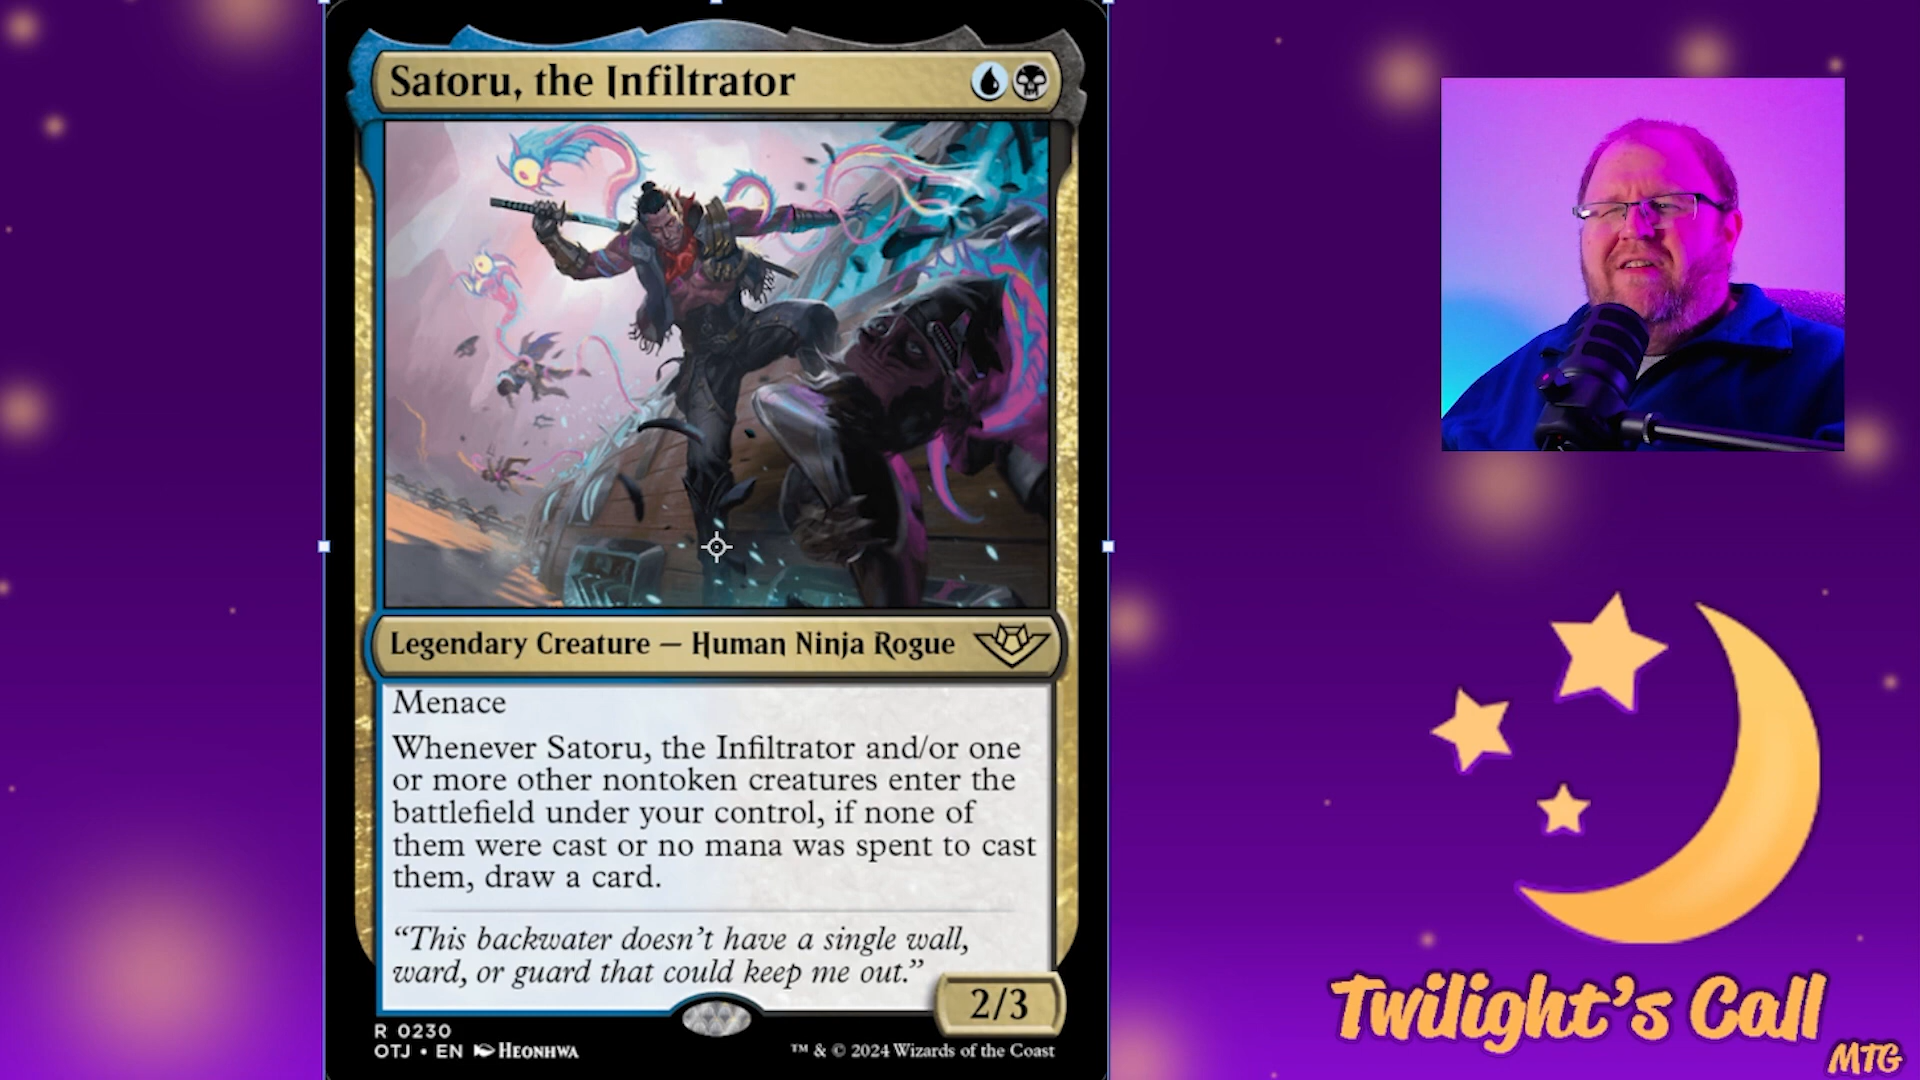 Satoru, the Infiltrator
Legendary Creature — Human Ninja Rogue
Menace
Whenever Satoru, the Infiltrator and/or one
or more other nontoken creatures enter the
battlefield under your control, if none of
them were cast or no mana was spent to cast
them, draw a card.
“This backwater doesn’t have a single wall,
ward, or guard that could keep me out.”
2/3
R 0230
OTJ • EN HEONHWA
™ & © 2024 Wizards of the Coast
Twilight’s Call
MTG